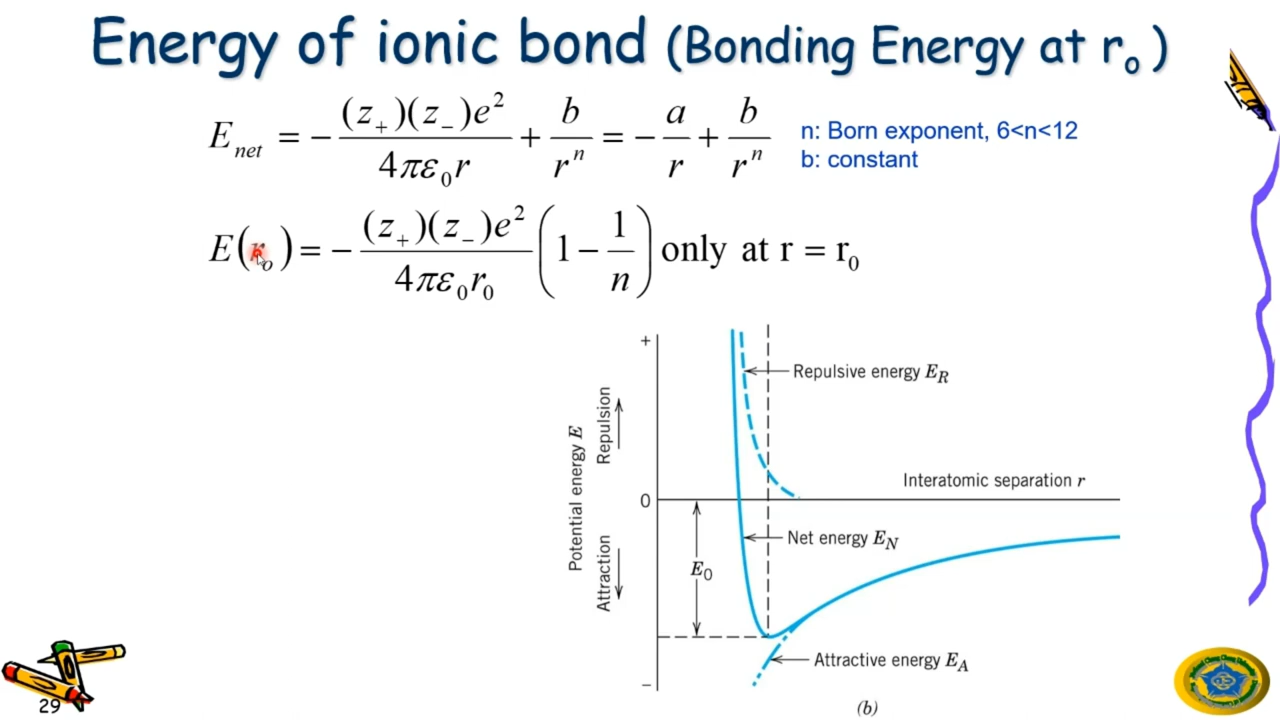 Energy of ionic bond (Bonding Energy at r₀ )
E_net = − (z₊)(z₋)e² / 4πε₀r + b / rⁿ = − a / r + b / rⁿ
n: Born exponent, 6<n<12
b: constant
E(r₀) = − (z₊)(z₋)e² / 4πε₀r₀ (1 − 1/n) only at r = r₀
+
Repulsive energy E_R
Repulsion
Potential energy E
Interatomic separation r
0
Net energy E_N
E₀
Attraction
Attractive energy E_A
−
(b)
29